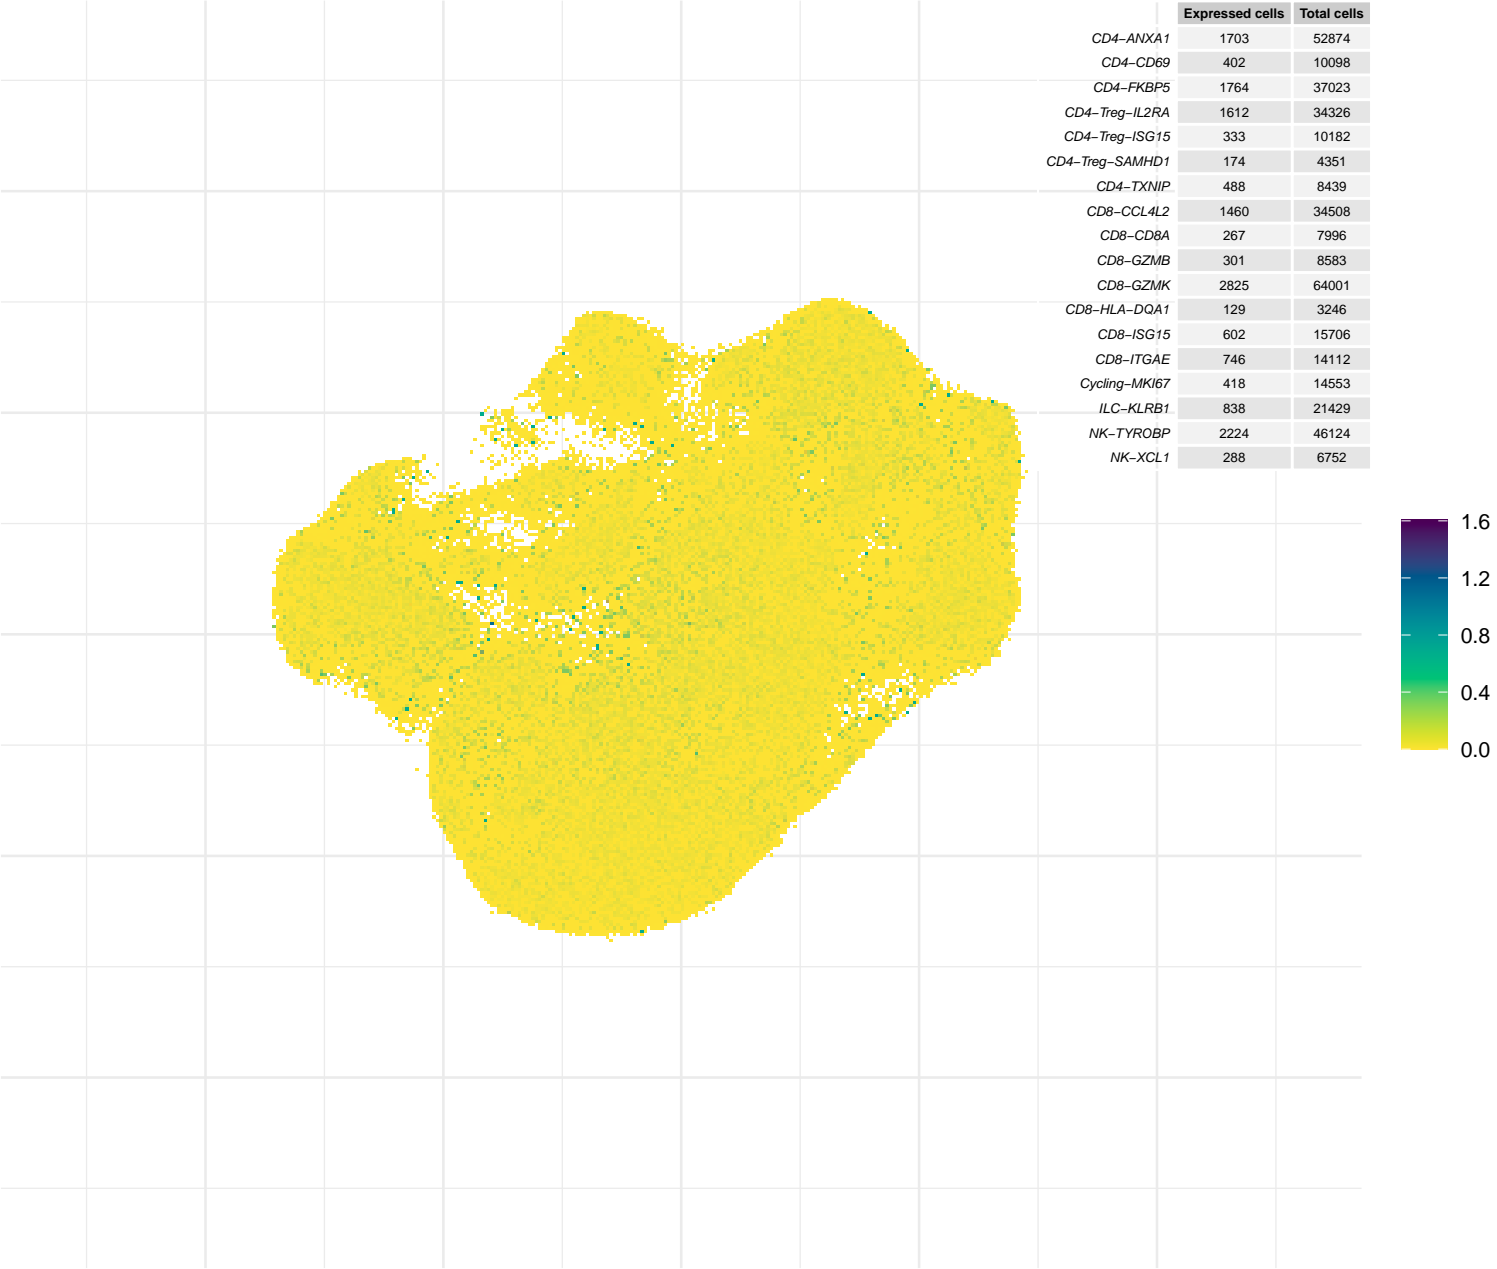 Expressed cells Total cells
CD4−ANXA1 1703 52874
CD4−CD69 402 10098
CD4−FKBP5 1764 37023
CD4−Treg−IL2RA 1612 34326
CD4−Treg−ISG15 333 10182
CD4−Treg−SAMHD1 174 4351
CD4−TXNIP 488 8439
CD8−CCL4L2 1460 34508
CD8−CD8A 267 7996
CD8−GZMB 301 8583
CD8−GZMK 2825 64001
CD8−HLA−DQA1 129 3246
CD8−ISG15 602 15706
CD8−ITGAE 746 14112
Cycling−MKI67 418 14553
ILC−KLRB1 838 21429
NK−TYROBP 2224 46124
NK−XCL1 288 6752
1.6
1.2
0.8
0.4
0.0